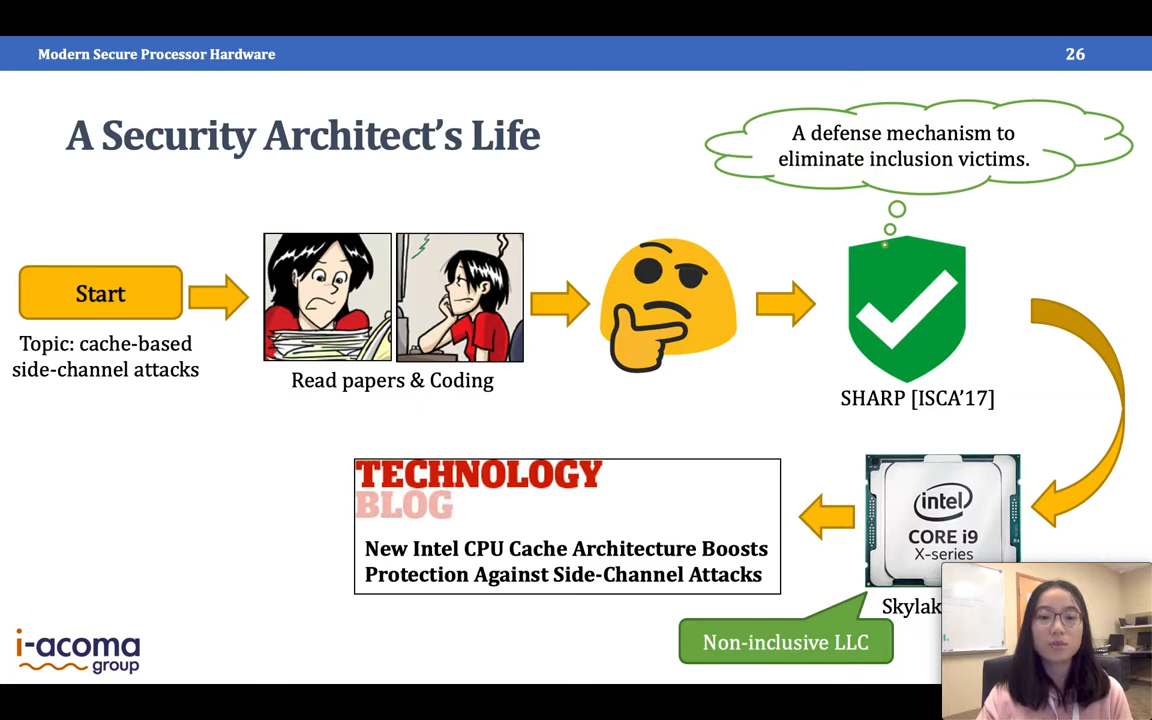 Modern Secure Processor Hardware
26
A Security Architect’s Life
A defense mechanism to
eliminate inclusion victims.
Start
Topic: cache-based
side-channel attacks
Read papers & Coding
SHARP [ISCA’17]
TECHNOLOGY
BLOG
New Intel CPU Cache Architecture Boosts
Protection Against Side-Channel Attacks
intel
CORE i9
X-series
Skylak
Non-inclusive LLC
i-acoma
group